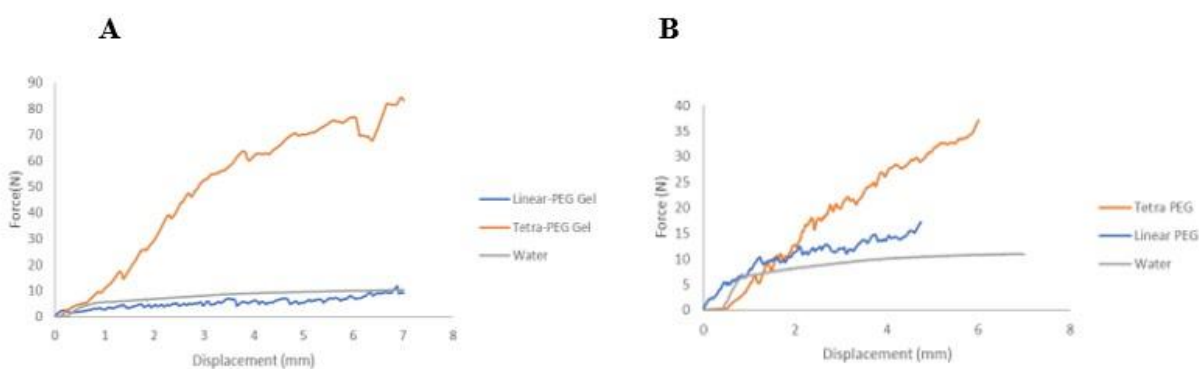 A
B
90
80
70
60
50
40
30
20
10
0
Force(N)
0 1 2 3 4 5 6 7 8
Displacement (mm)
Linear-PEG Gel
Tetra-PEG Gel
Water
40
35
30
25
20
15
10
5
0
Force (N)
0 2 4 6 8
Displacement (mm)
Tetra PEG
Linear PEG
Water